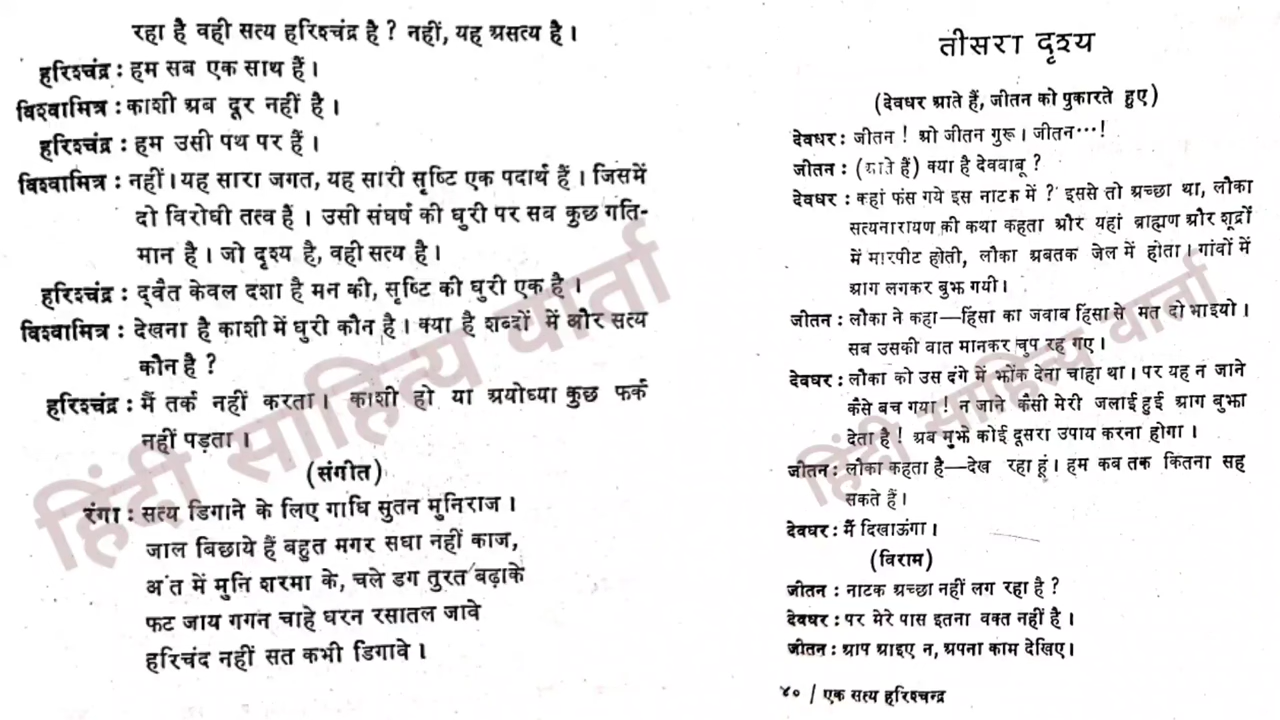 रहा है वही सत्य हरिश्चंद्र है? नहीं, यह असत्य है।
हरिश्चंद्र : हम सब एक साथ हैं।
विश्वामित्र : काशी अब दूर नहीं है।
हरिश्चंद्र : हम उसी पथ पर हैं।
विश्वामित्र : नहीं। यह सारा जगत, यह सारी सृष्टि एक पदार्थ हैं। जिसमें
दो विरोधी तत्व हैं। उसी संघर्ष की धुरी पर सब कुछ गति-
मान है। जो दृश्य है, वही सत्य है।
हरिश्चंद्र : द्वैत केवल दशा है मन की, सृष्टि की धुरी एक है।
विश्वामित्र : देखना है काशी में धुरी कौन है। क्या है शब्दों में और सत्य
कौन है?
हरिश्चंद्र : मैं तर्क नहीं करता। काशी हो या अयोध्या कुछ फर्क
नहीं पड़ता।
(संगीत)
रंगा : सत्य डिगाने के लिए गाधि सुतन मुनिराज।
जाल बिछाये हैं बहुत मगर सधा नहीं काज,
अंत में मुनि शरमा के, चले डग तुरत बढ़ाके
फट जाय गगन चाहे धरन रसातल जावे
हरिचंद नहीं सत कभी डिगावे।
तीसरा दृश्य
(देवधर आते हैं, जीतन को पुकारते हुए)
देवधर : जीतन! ओ जीतन गुरू। जीतन···!
जीतन : (आते हैं) क्या है देवबाबू?
देवधर : कहां फंस गये इस नाटक में? इससे तो अच्छा था, लौका
सत्यनारायण की कथा कहता और यहां ब्राह्मण और शूद्रों
में मारपीट होती, लौका अबतक जेल में होता। गांवों में
आग लगकर बुझ गयी।
जीतन : लौका ने कहा—हिंसा का जवाब हिंसा से मत दो भाइयो।
सब उसकी बात मानकर चुप रह गए।
देवधर : लौका को उस दंगे में झोंक देना चाहा था। पर यह न जाने
कैसे बच गया! न जाने कैसी मेरी जलाई हुई आग बुझा
देता है! अब मुझे कोई दूसरा उपाय करना होगा।
जीतन : लौका कहता है—देख रहा हूं। हम कब तक कितना सह
सकते हैं।
देवधर : मैं दिखाऊंगा।
(विराम)
जीतन : नाटक अच्छा नहीं लग रहा है?
देवधर : पर मेरे पास इतना वक्त नहीं है।
जीतन : आप आइए न, अपना काम देखिए।
४० / एक सत्य हरिश्चन्द्र
हिंदी साहित्य वार्ता
हिंदी साहित्य वार्ता